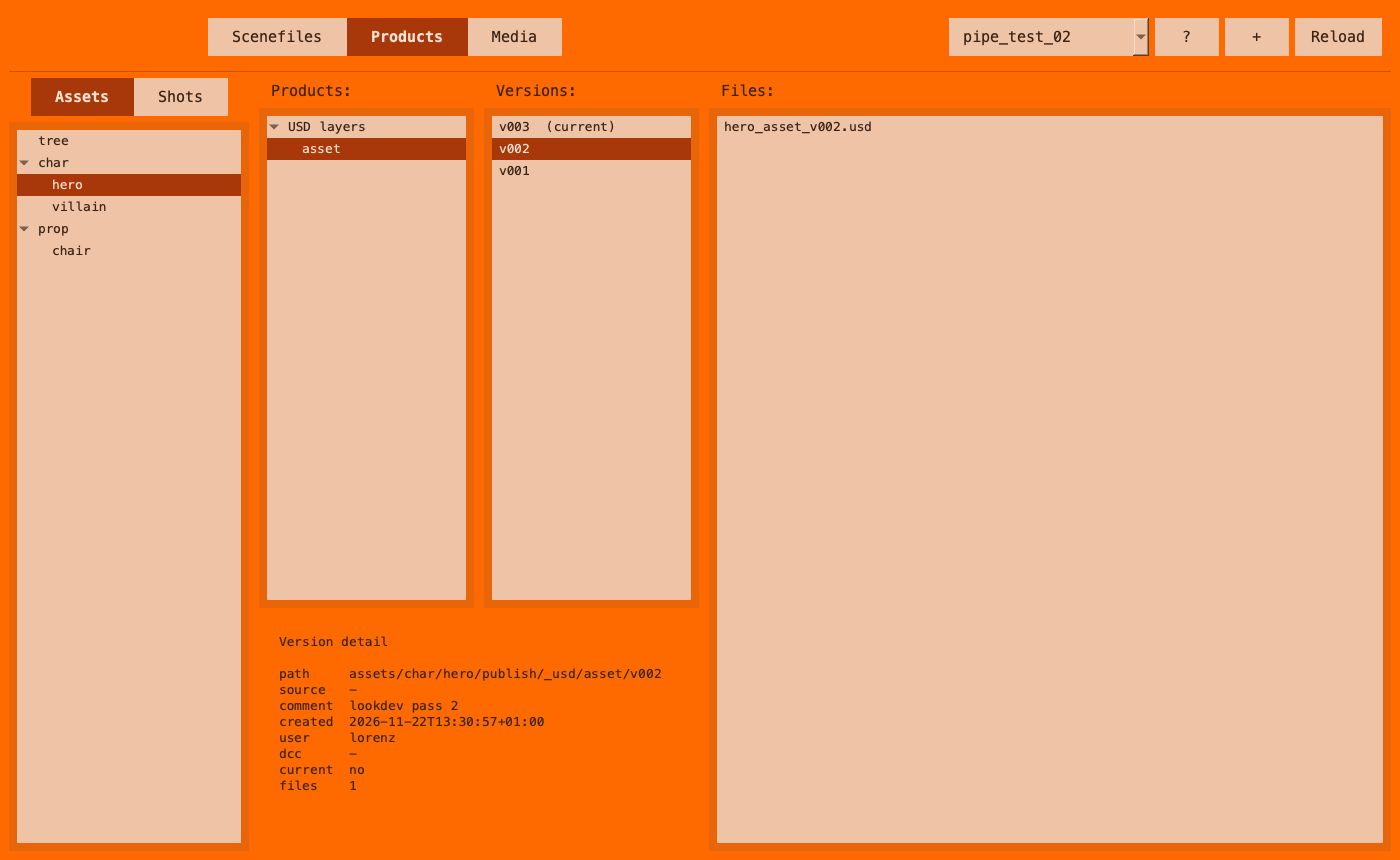 Scenefiles Products Media pipe_test_02 ? + Reload
Assets Shots
tree
char
hero
villain
prop
chair
Products:
USD layers
asset
Versions:
v003 (current)
v002
v001
Files:
hero_asset_v002.usd
Version detail
path assets/char/hero/publish/_usd/asset/v002
source –
comment lookdev pass 2
created 2026-11-22T13:30:57+01:00
user lorenz
dcc –
current no
files 1